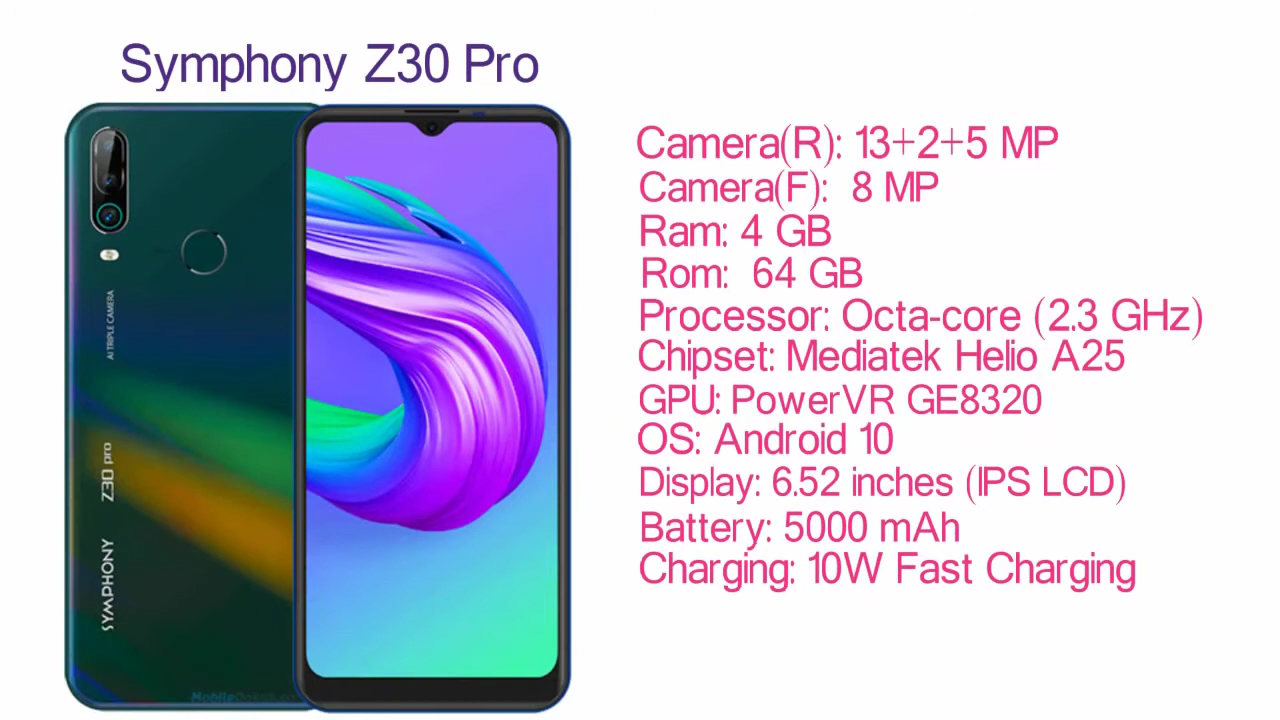 Symphony Z30 Pro
Camera(R): 13+2+5 MP
Camera(F): 8 MP
Ram: 4 GB
Rom: 64 GB
Processor: Octa-core (2.3 GHz)
Chipset: Mediatek Helio A25
GPU: PowerVR GE8320
OS: Android 10
Display: 6.52 inches (IPS LCD)
Battery: 5000 mAh
Charging: 10W Fast Charging
AI TRIPLE CAMERA
SYMPHONY Z30 pro